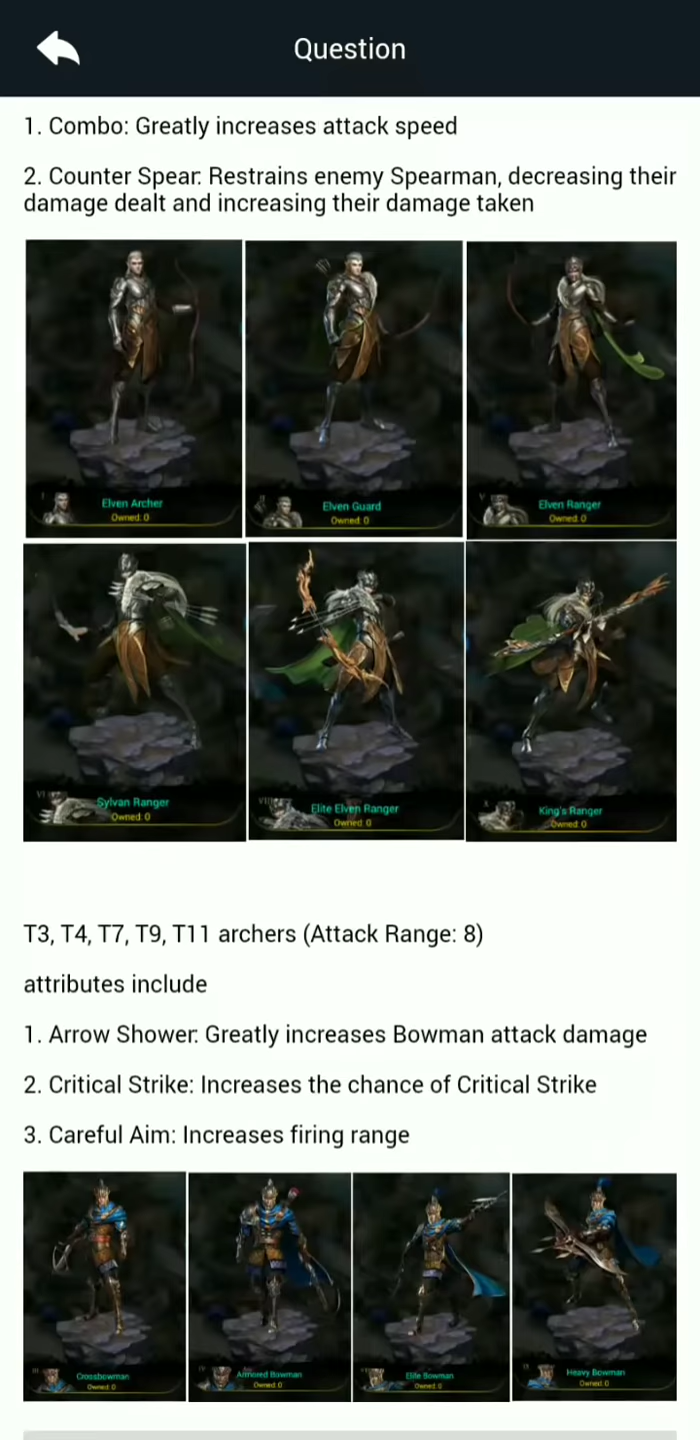 Question
1. Combo: Greatly increases attack speed
2. Counter Spear: Restrains enemy Spearman, decreasing their
damage dealt and increasing their damage taken
Elven Archer
Owned: 0
Elven Guard
Owned: 0
Elven Ranger
Owned: 0
VI
Sylvan Ranger
Owned: 0
Elite Elven Ranger
Owned: 0
King's Ranger
Owned: 0
T3, T4, T7, T9, T11 archers (Attack Range: 8)
attributes include
1. Arrow Shower: Greatly increases Bowman attack damage
2. Critical Strike: Increases the chance of Critical Strike
3. Careful Aim: Increases firing range
Crossbowman
Owned: 0
Armored Bowman
Owned: 0
Elite Bowman
Owned: 0
Heavy Bowman
Owned: 0